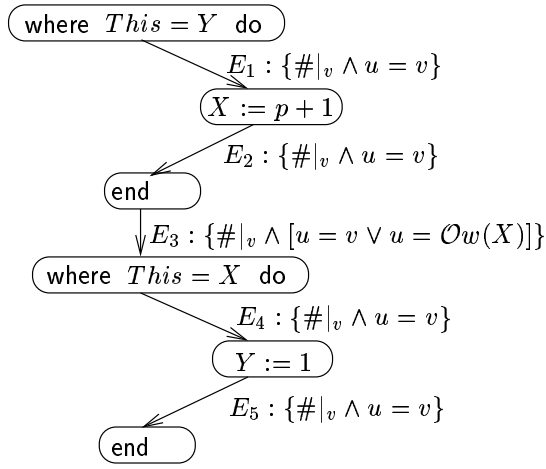 where This = Y do
E₁ : {#|ᵥ ∧ u = v}
X := p + 1
E₂ : {#|ᵥ ∧ u = v}
end
E₃ : {#|ᵥ ∧ [u = v ∨ u = 𝒪w(X)]}
where This = X do
E₄ : {#|ᵥ ∧ u = v}
Y := 1
E₅ : {#|ᵥ ∧ u = v}
end